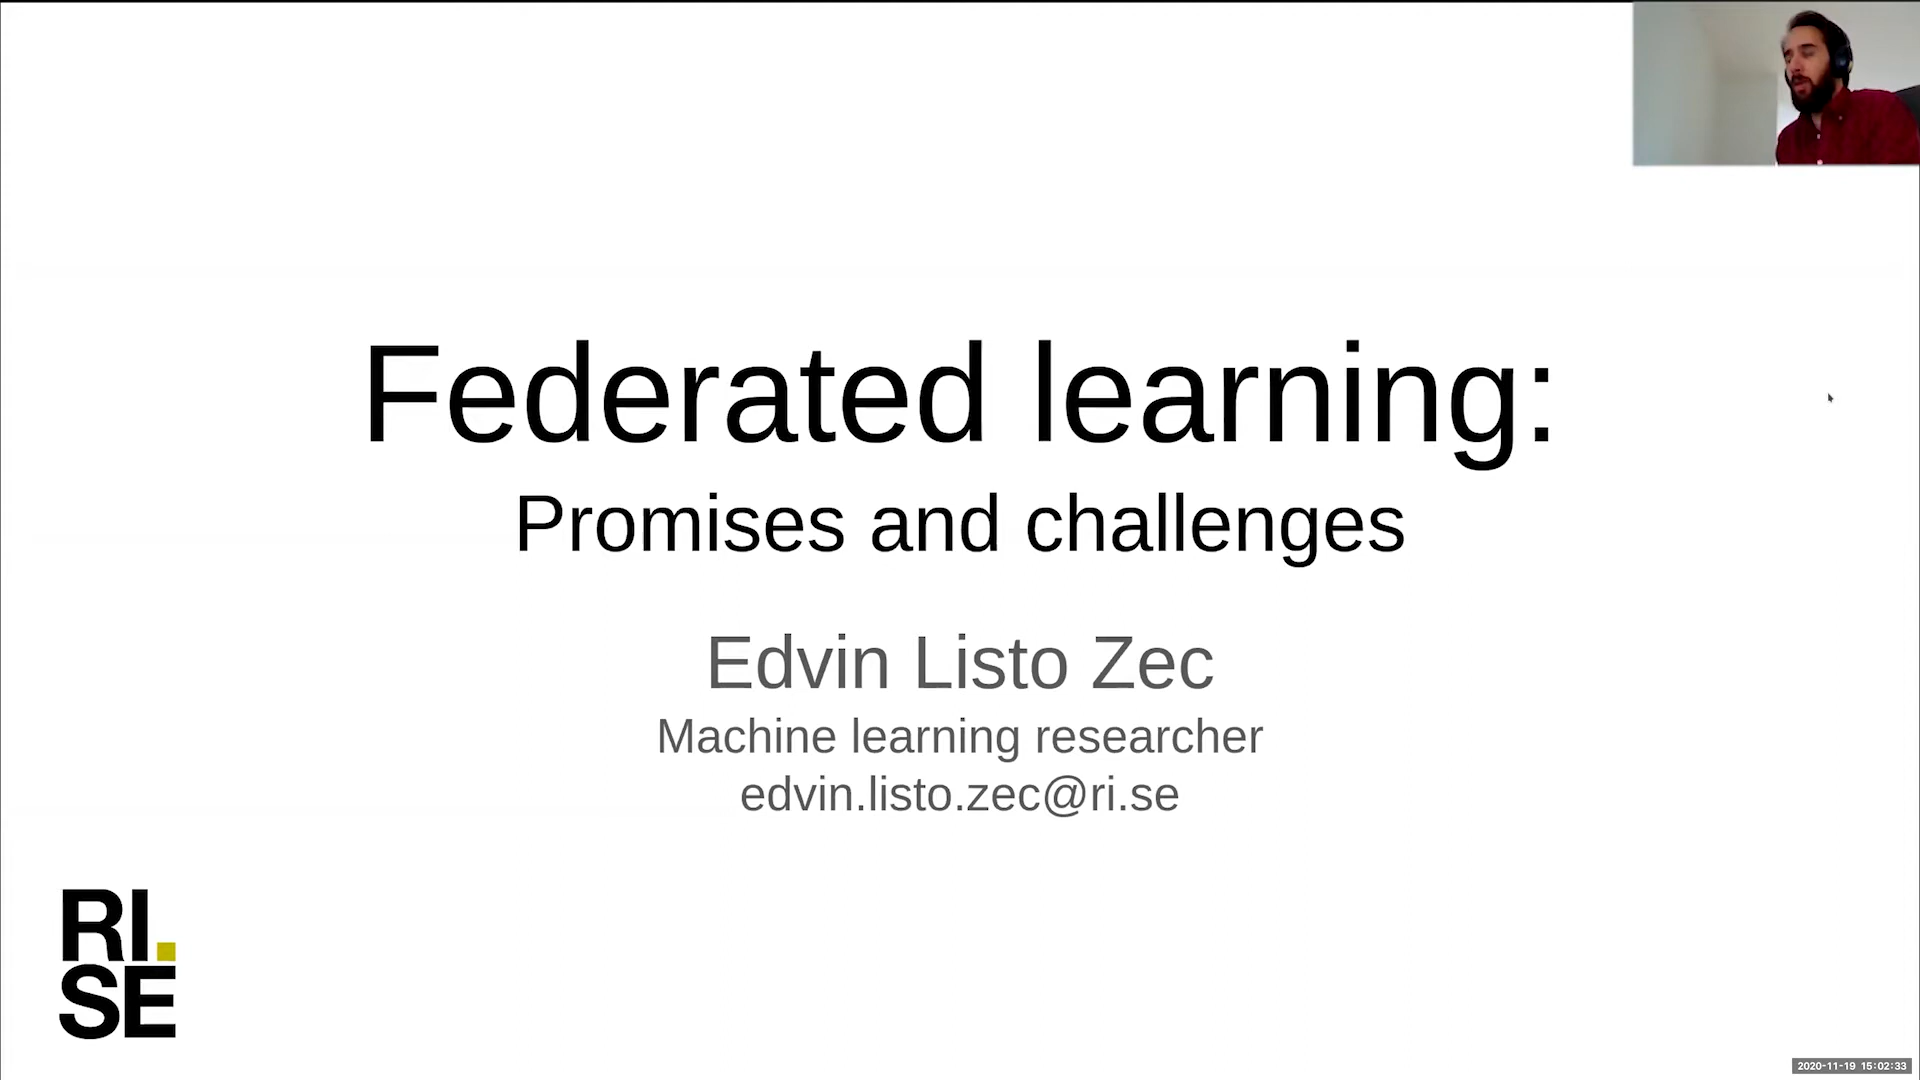 Federated learning:
Promises and challenges
Edvin Listo Zec
Machine learning researcher
edvin.listo.zec@ri.se
RI.
SE
2020-11-19 15:02:33